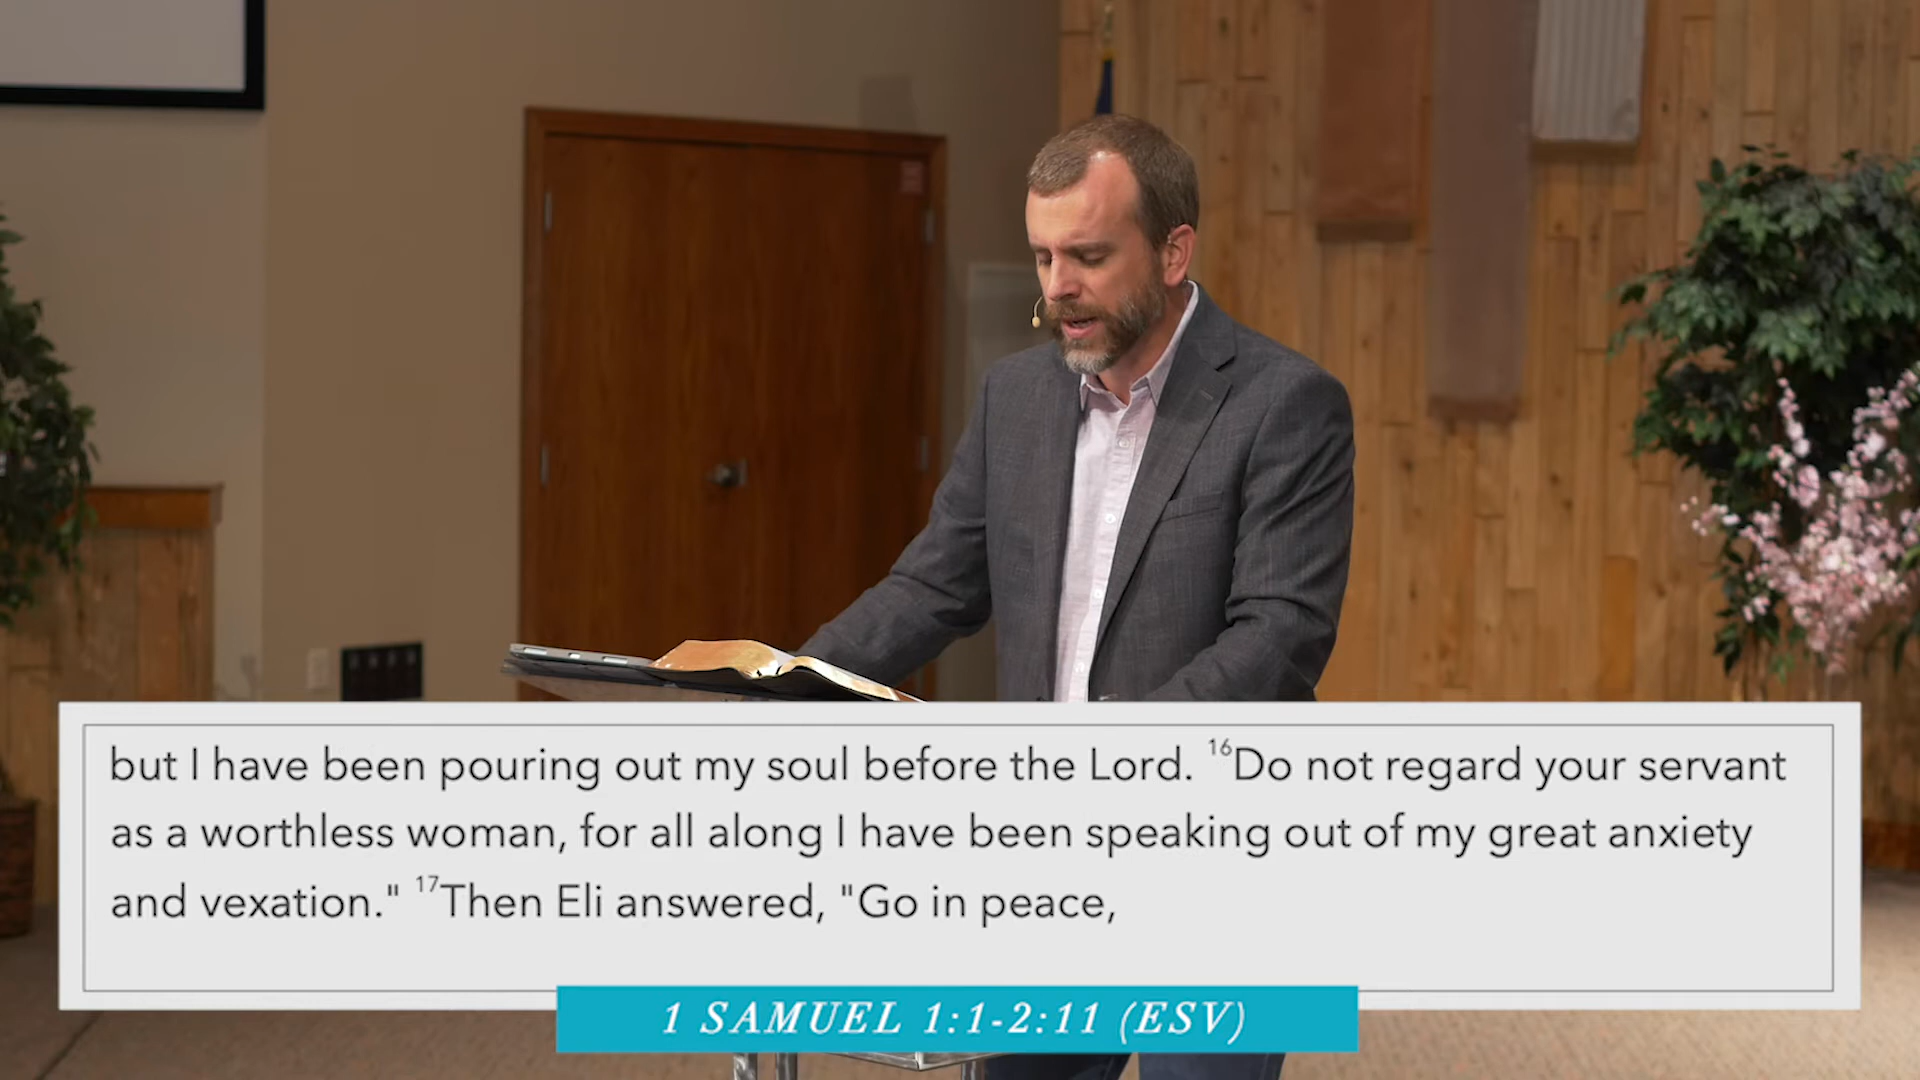 but I have been pouring out my soul before the Lord. 16Do not regard your servant
as a worthless woman, for all along I have been speaking out of my great anxiety
and vexation." 17Then Eli answered, "Go in peace,
1 SAMUEL 1:1-2:11 (ESV)